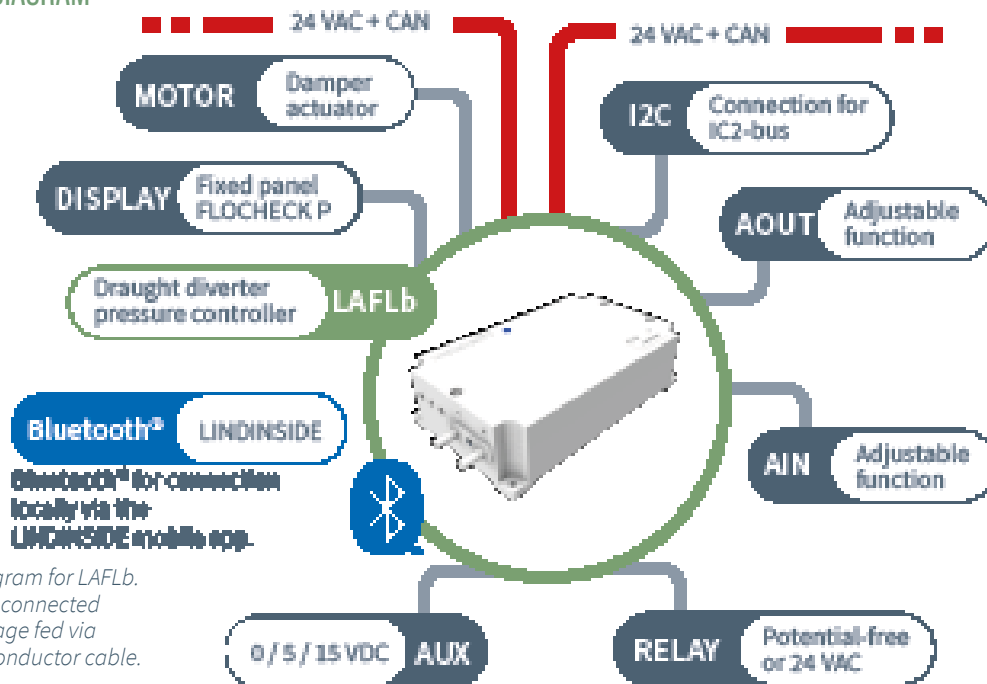 DIAGRAM
24 VAC + CAN
24 VAC + CAN
MOTOR
Damper
actuator
I2C
Connection for
IC2-bus
DISPLAY
Fixed panel
FLOCHECK P
AOUT
Adjustable
function
Draught diverter
pressure controller
LAFLb
Bluetooth®
LINDINSIDE
Bluetooth® for connection
locally via the
LINDINSIDE mobile app.
AIN
Adjustable
function
gram for LAFLb.
connected
age fed via
onductor cable.
0 / 5 / 15 VDC
AUX
RELAY
Potential-free
or 24 VAC